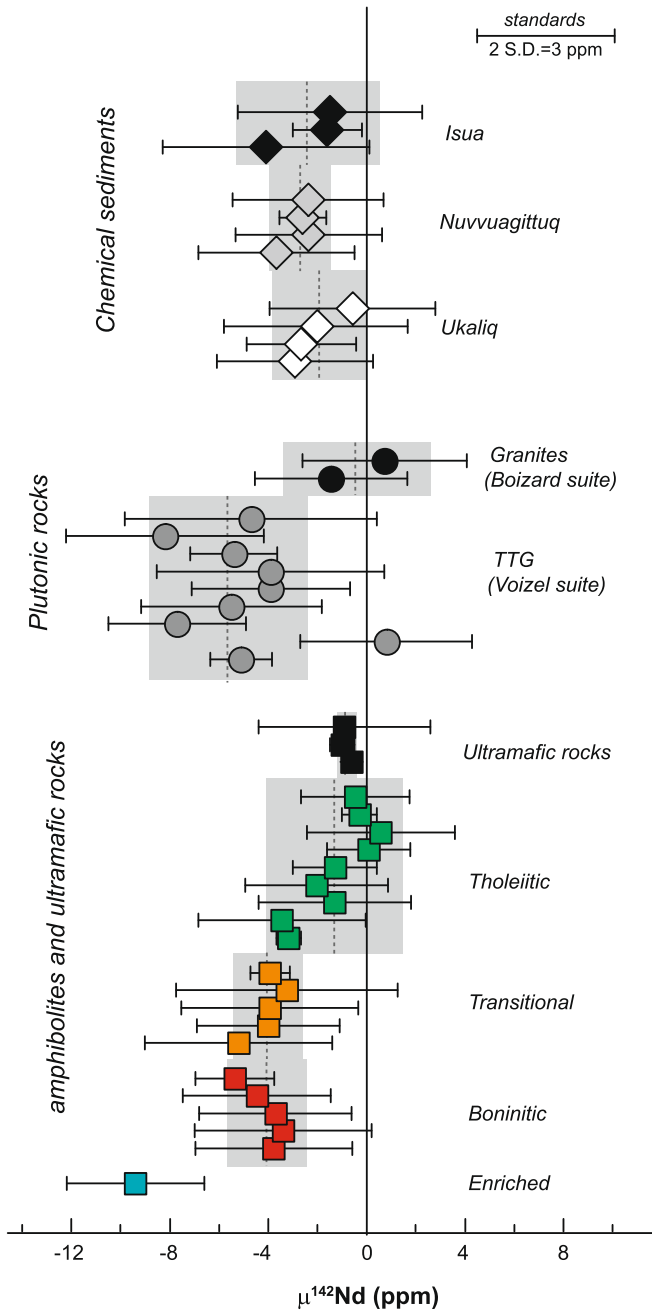 standards
2 S.D.=3 ppm
Chemical sediments
Isua
Nuvvuagittuq
Ukaliq
Plutonic rocks
Granites
(Boizard suite)
TTG
(Voizel suite)
amphibolites and ultramafic rocks
Ultramafic rocks
Tholeiitic
Transitional
Boninitic
Enriched
-12 -8 -4 0 4 8
μ¹⁴²Nd (ppm)